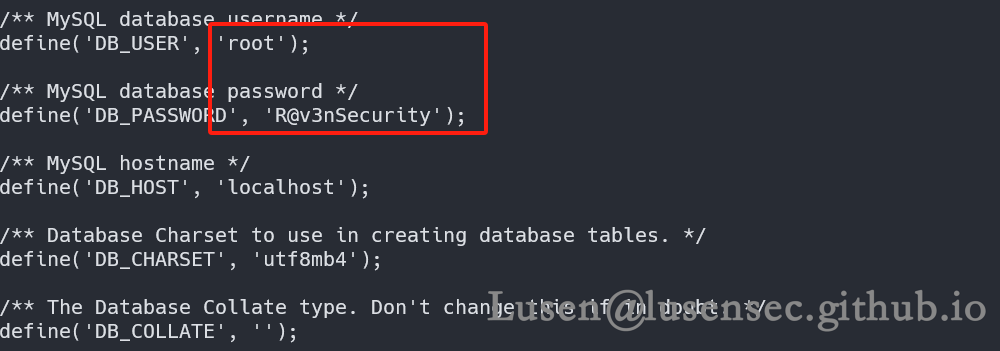 /** MySQL database username */
define('DB_USER', 'root');
/** MySQL database password */
define('DB_PASSWORD', 'R@v3nSecurity');
/** MySQL hostname */
define('DB_HOST', 'localhost');
/** Database Charset to use in creating database tables. */
define('DB_CHARSET', 'utf8mb4');
/** The Database Collate type. Don't change this if in doubt. */
define('DB_COLLATE', '');
Lusen@lusensec.github.io